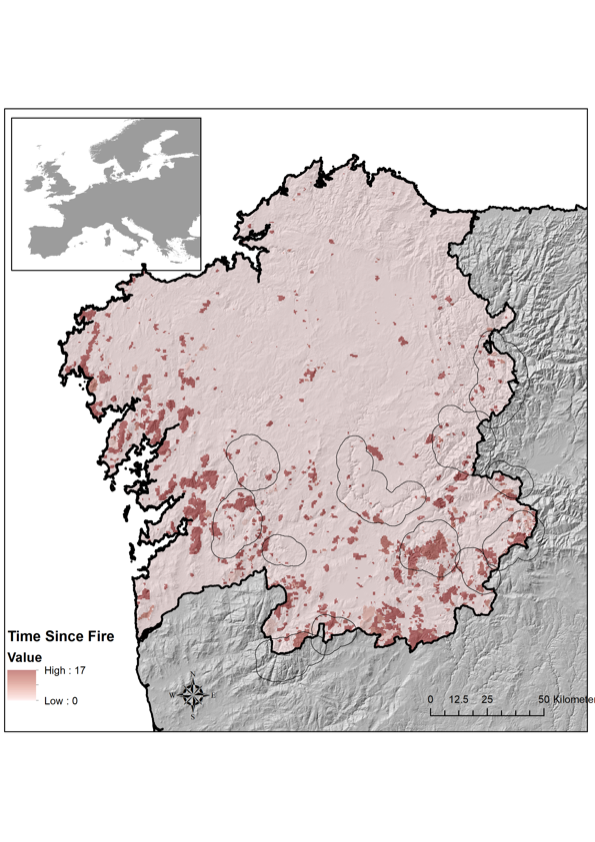 Time Since Fire
Value
High : 17
Low : 0
N
W E
S
0 12.5 25 50 Kilometer